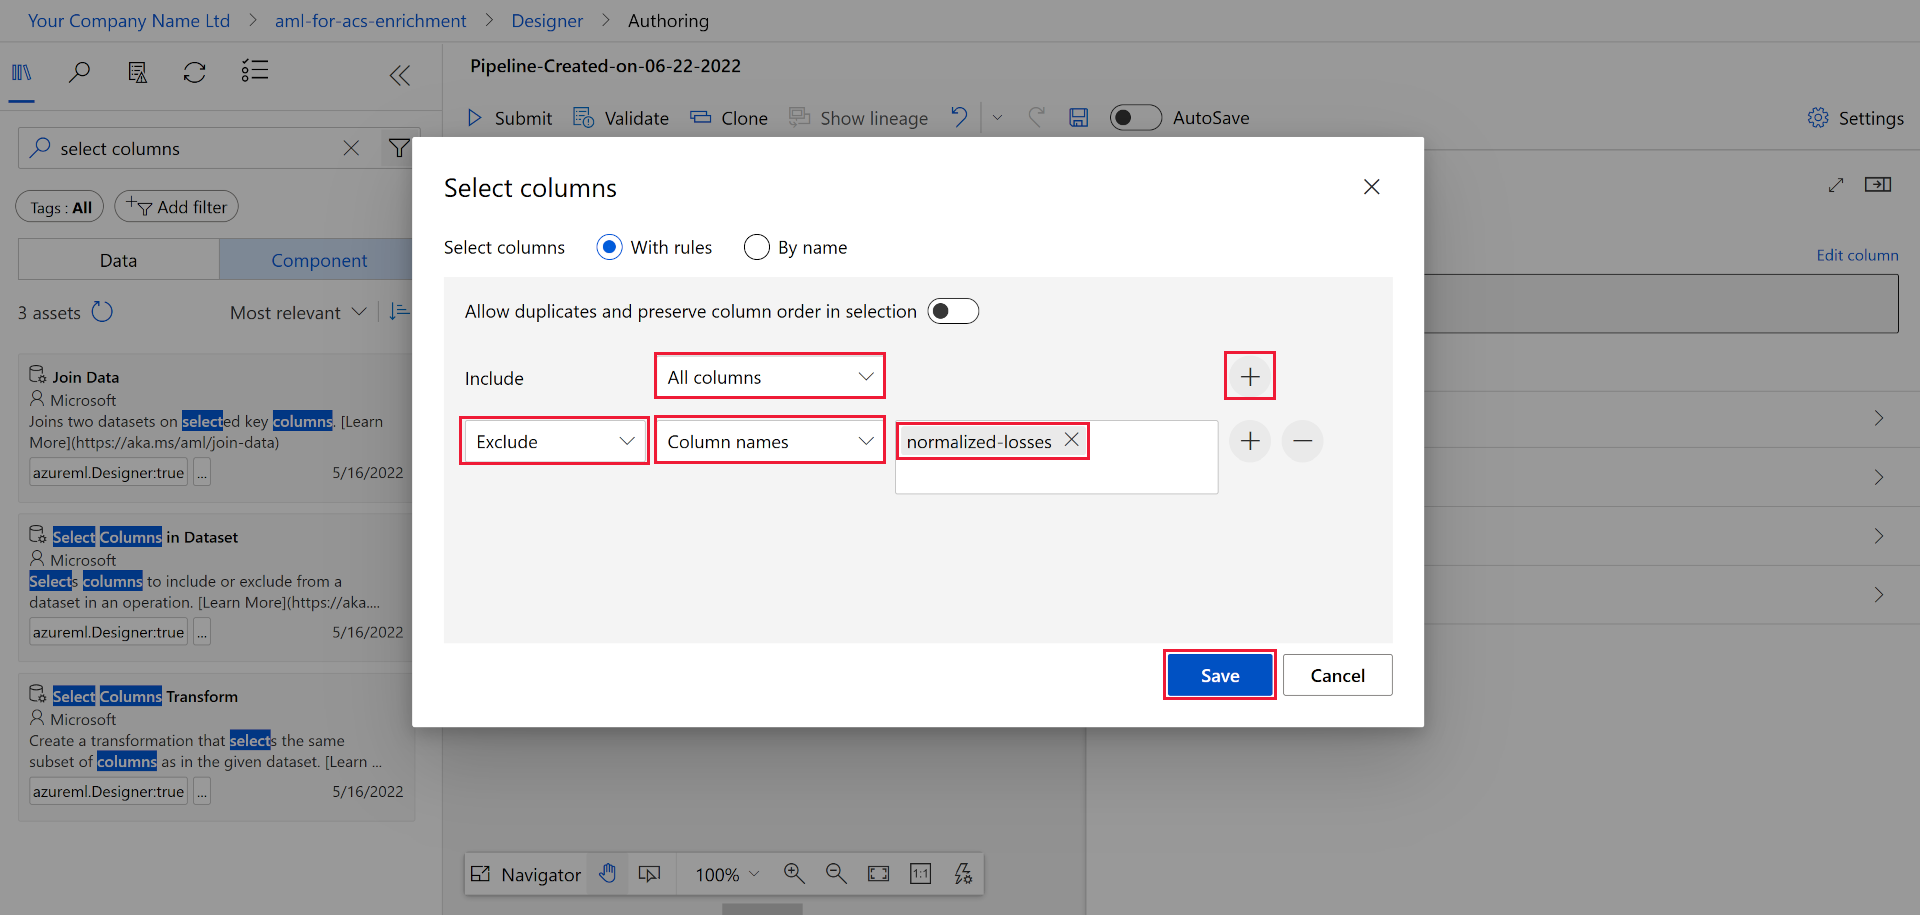 Your Company Name Ltd > aml-for-acs-enrichment > Designer > Authoring
Pipeline-Created-on-06-22-2022
Submit Validate Clone Show lineage AutoSave Settings
select columns
Tags : All Add filter
Data Component
3 assets Most relevant
Join Data
Microsoft
Joins two datasets on selected key columns. [Learn
More](https://aka.ms/aml/join-data)
azureml.Designer:true ... 5/16/2022
Select Columns in Dataset
Microsoft
Selects columns to include or exclude from a
dataset in an operation. [Learn More](https://aka....
azureml.Designer:true ... 5/16/2022
Select Columns Transform
Microsoft
Create a transformation that selects the same
subset of columns as in the given dataset. [Learn ...
azureml.Designer:true ... 5/16/2022
Select columns
Select columns With rules By name
Allow duplicates and preserve column order in selection
Include All columns
Exclude Column names normalized-losses
Save Cancel
Edit column
Navigator 100% 1:1